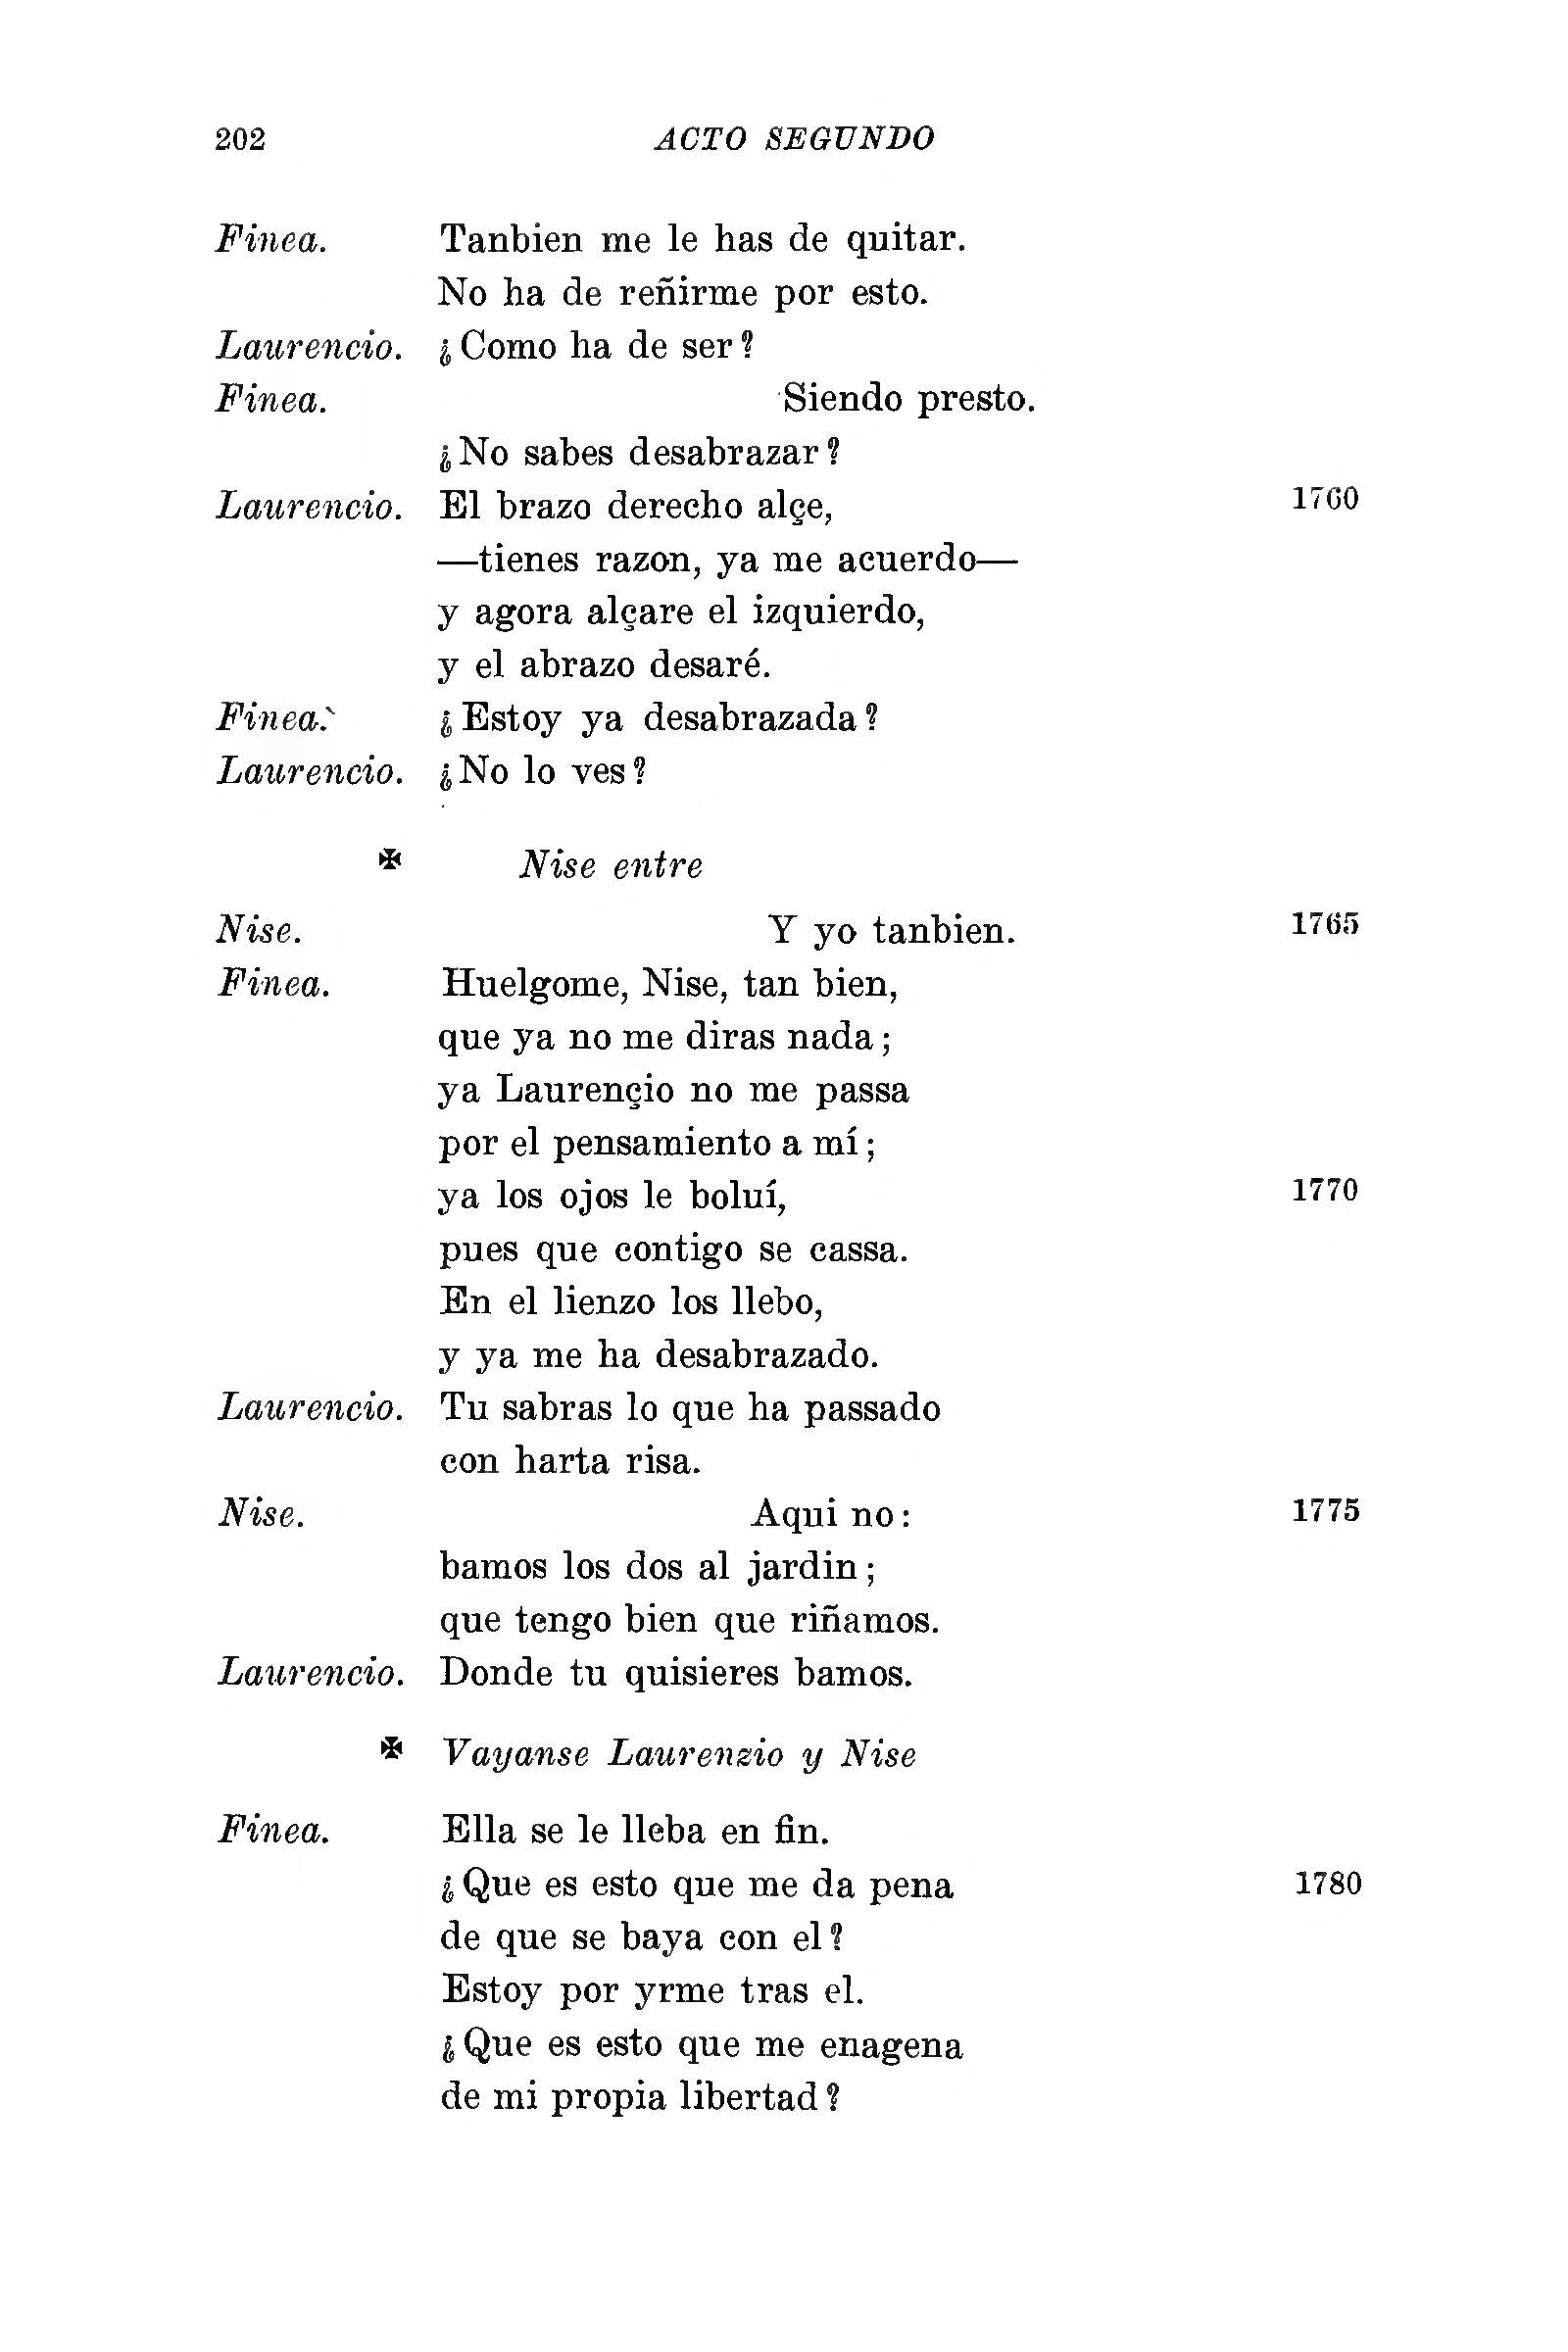 202 ACTO SEGUNDO
Finea. Tanbien me le has de quitar.
No ha de reñirme por esto.
Laurencio. ¿Como ha de ser?
Finea. Siendo presto.
¿No sabes desabrazar?
Laurencio. El brazo derecho alçe, 1760
—tienes razon, ya me acuerdo—
y agora alçare el izquierdo,
y el abrazo desaré.
Finea. ¿Estoy ya desabrazada?
Laurencio. ¿No lo ves?
✠ Nise entre
Nise. Y yo tanbien. 1765
Finea. Huelgome, Nise, tan bien,
que ya no me diras nada;
ya Laurençio no me passa
por el pensamiento a mí;
ya los ojos le boluí, 1770
pues que contigo se cassa.
En el lienzo los llebo,
y ya me ha desabrazado.
Laurencio. Tu sabras lo que ha passado
con harta risa.
Nise. Aqui no: 1775
bamos los dos al jardin;
que tengo bien que riñamos.
Laurencio. Donde tu quisieres bamos.
✠ Vayanse Laurenzio y Nise
Finea. Ella se le lleba en fin.
¿Que es esto que me da pena 1780
de que se baya con el?
Estoy por yrme tras el.
¿Que es esto que me enagena
de mi propia libertad?